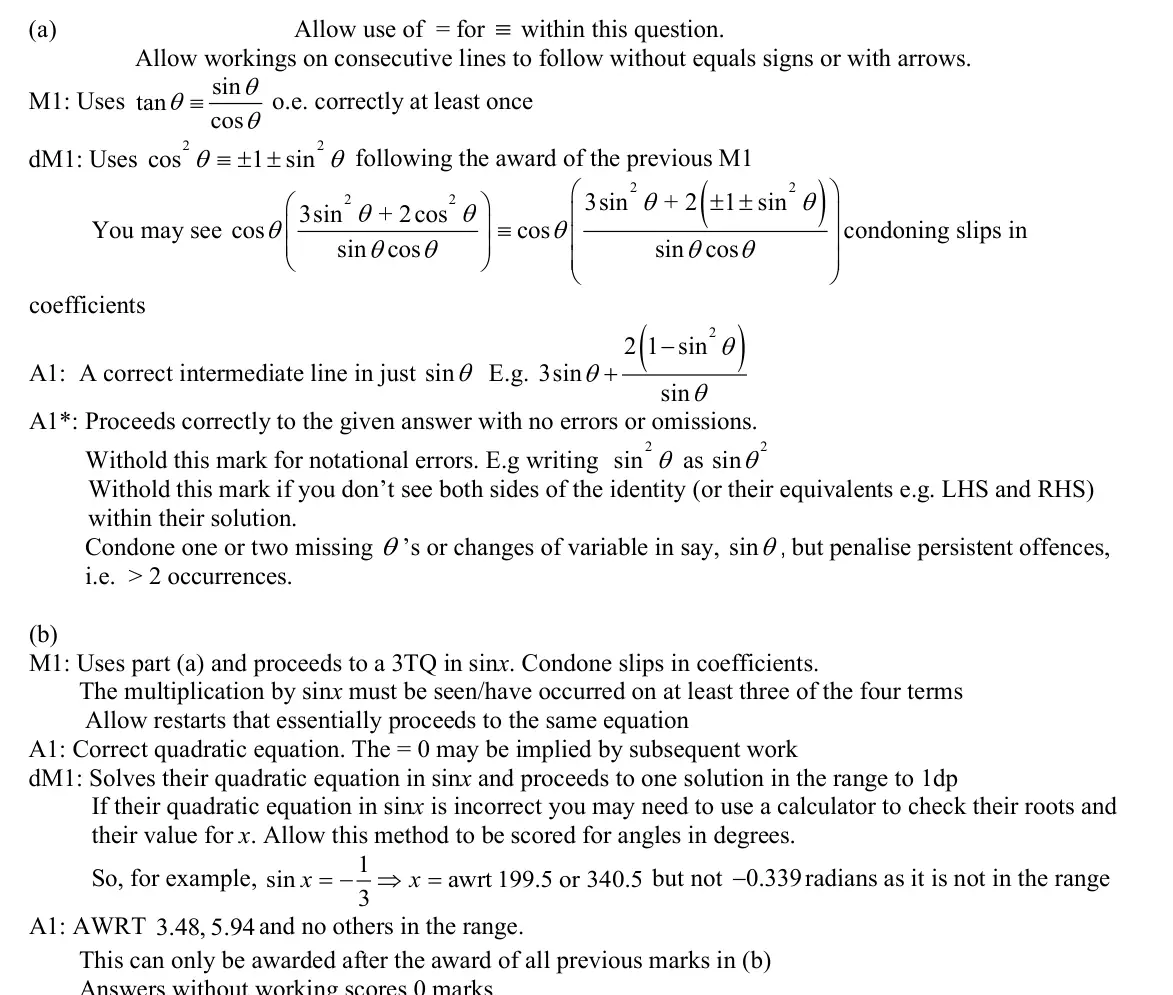 (a) Allow use of = for ≡ within this question.
Allow workings on consecutive lines to follow without equals signs or with arrows.
M1: Uses tan θ ≡ sin θ / cos θ o.e. correctly at least once
dM1: Uses cos² θ ≡ ±1 ± sin² θ following the award of the previous M1
You may see cos θ ( (3 sin² θ + 2 cos² θ) / (sin θ cos θ) ) ≡ cos θ ( (3 sin² θ + 2(±1 ± sin² θ)) / (sin θ cos θ) ) condoning slips in
coefficients
A1: A correct intermediate line in just sin θ E.g. 3 sin θ + 2(1 − sin² θ) / sin θ
A1*: Proceeds correctly to the given answer with no errors or omissions.
Withold this mark for notational errors. E.g writing sin² θ as sin θ²
Withold this mark if you don’t see both sides of the identity (or their equivalents e.g. LHS and RHS)
within their solution.
Condone one or two missing θ ’s or changes of variable in say, sin θ , but penalise persistent offences,
i.e. > 2 occurrences.
(b)
M1: Uses part (a) and proceeds to a 3TQ in sinx. Condone slips in coefficients.
The multiplication by sinx must be seen/have occurred on at least three of the four terms
Allow restarts that essentially proceeds to the same equation
A1: Correct quadratic equation. The = 0 may be implied by subsequent work
dM1: Solves their quadratic equation in sinx and proceeds to one solution in the range to 1dp
If their quadratic equation in sinx is incorrect you may need to use a calculator to check their roots and
their value for x. Allow this method to be scored for angles in degrees.
So, for example, sin x = −1/3 ⇒ x = awrt 199.5 or 340.5 but not −0.339 radians as it is not in the range
A1: AWRT 3.48, 5.94 and no others in the range.
This can only be awarded after the award of all previous marks in (b)
Answers without working scores 0 marks